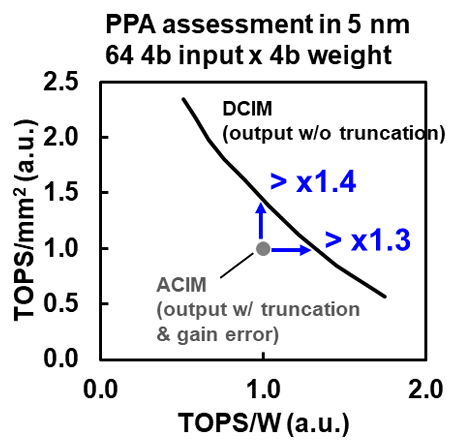 PPA assessment in 5 nm
64 4b input x 4b weight
TOPS/mm² (a.u.)
2.5
2.0
1.5
1.0
0.5
0.0
DCIM
(output w/o truncation)
> x1.4
> x1.3
ACIM
(output w/ truncation
& gain error)
0.0 1.0 2.0
TOPS/W (a.u.)